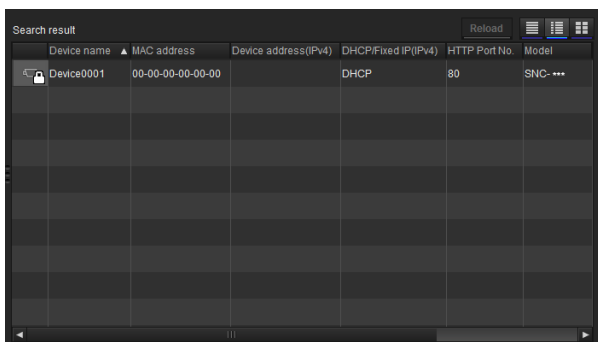 Search result Reload
Device name ▲ MAC address Device address(IPv4) DHCP/Fixed IP(IPv4) HTTP Port No. Model
Device0001 00-00-00-00-00-00 DHCP 80 SNC- ***